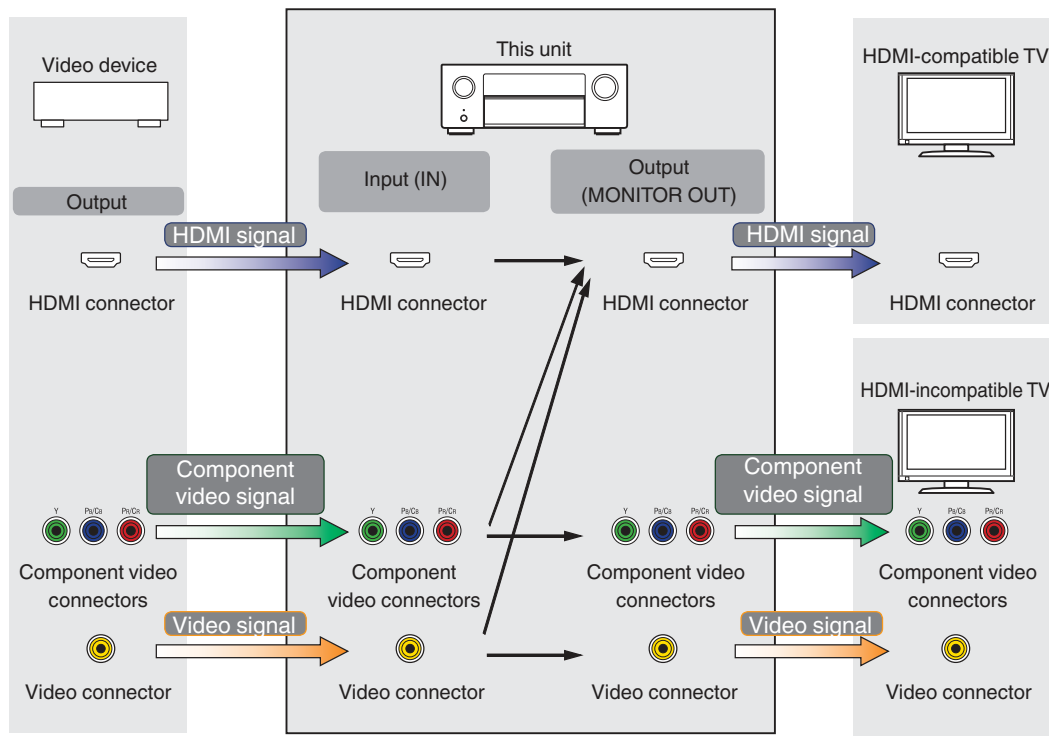 Video device
This unit
HDMI-compatible TV
Output
Input (IN)
Output
(MONITOR OUT)
HDMI signal
HDMI signal
HDMI connector
HDMI connector
HDMI connector
HDMI connector
HDMI-incompatible TV
Component
video signal
Component
video signal
Y PB/CB PR/CR
Y PB/CB PR/CR
Y PB/CB PR/CR
Y PB/CB PR/CR
Component video
connectors
Component
video connectors
Component video
connectors
Component video
connectors
Video signal
Video signal
Video connector
Video connector
Video connector
Video connector